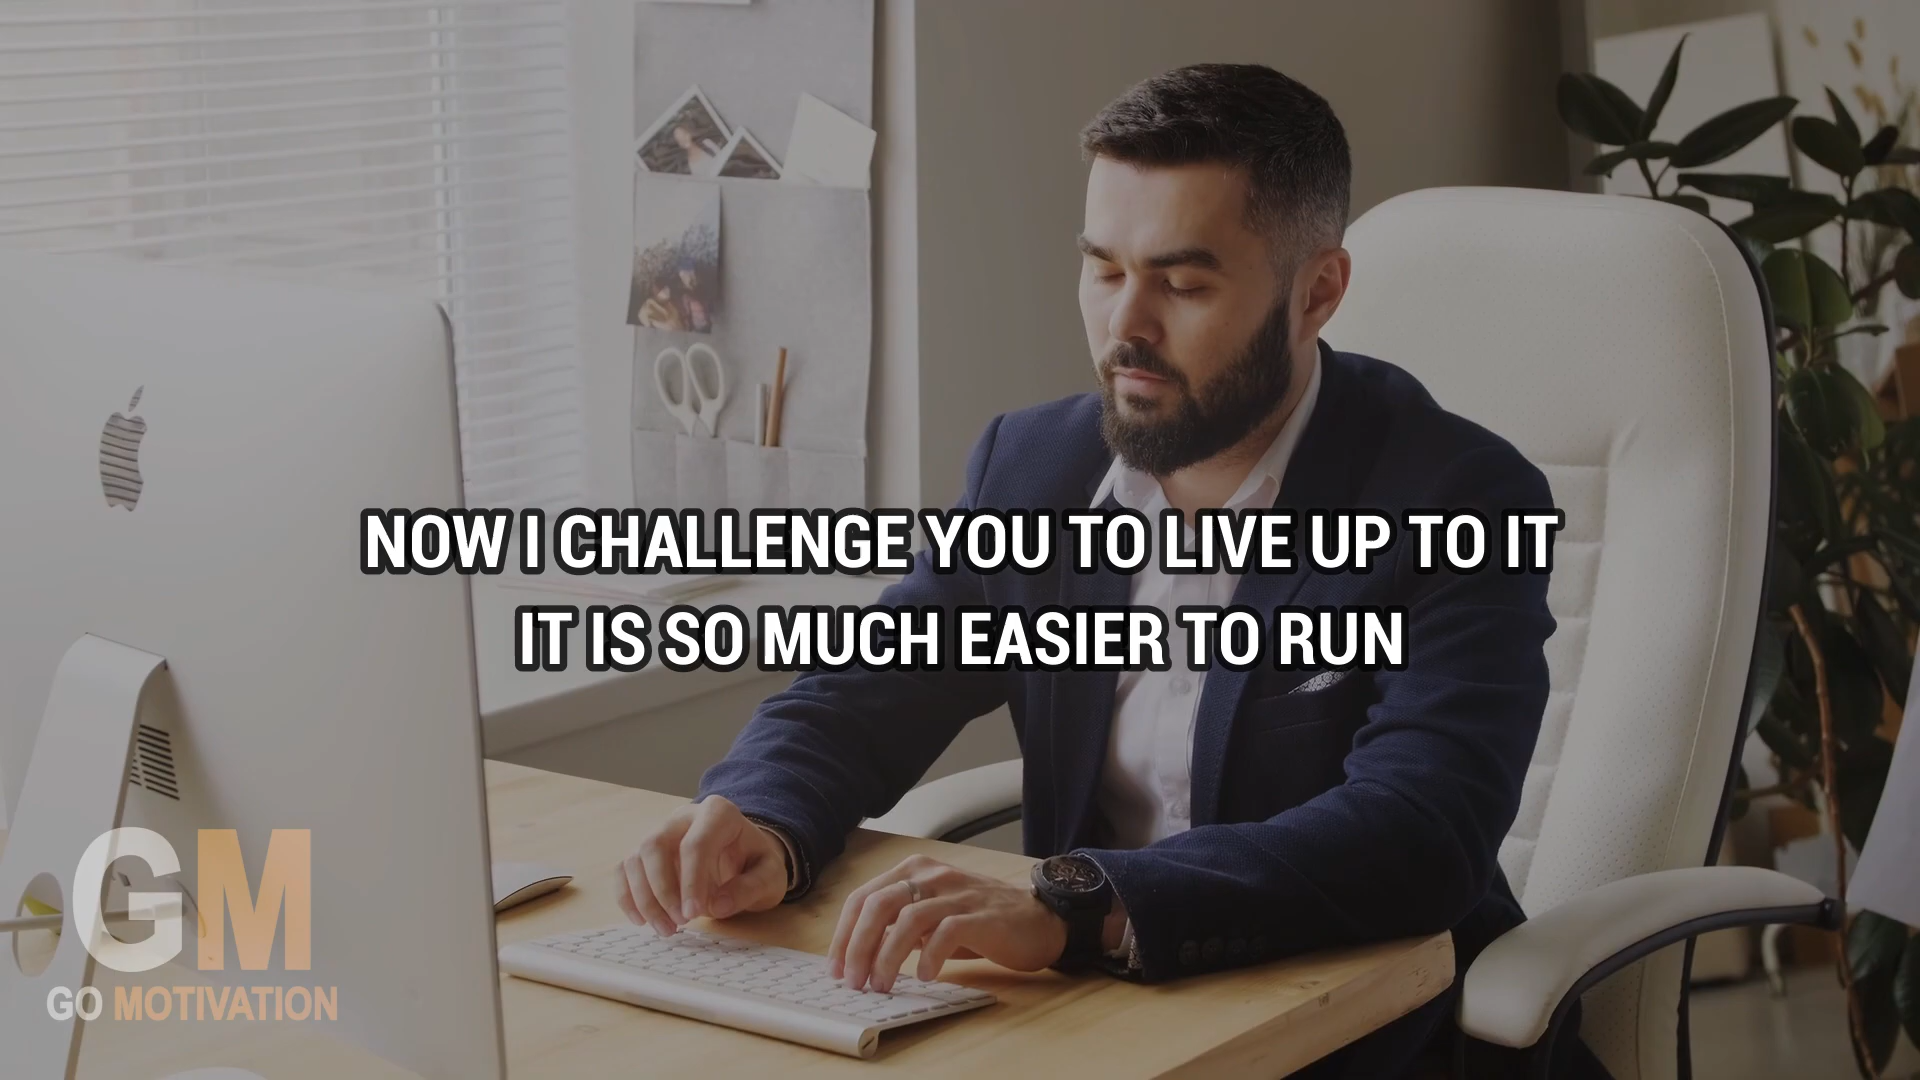 NOW I CHALLENGE YOU TO LIVE UP TO IT
IT IS SO MUCH EASIER TO RUN
GM
GO MOTIVATION